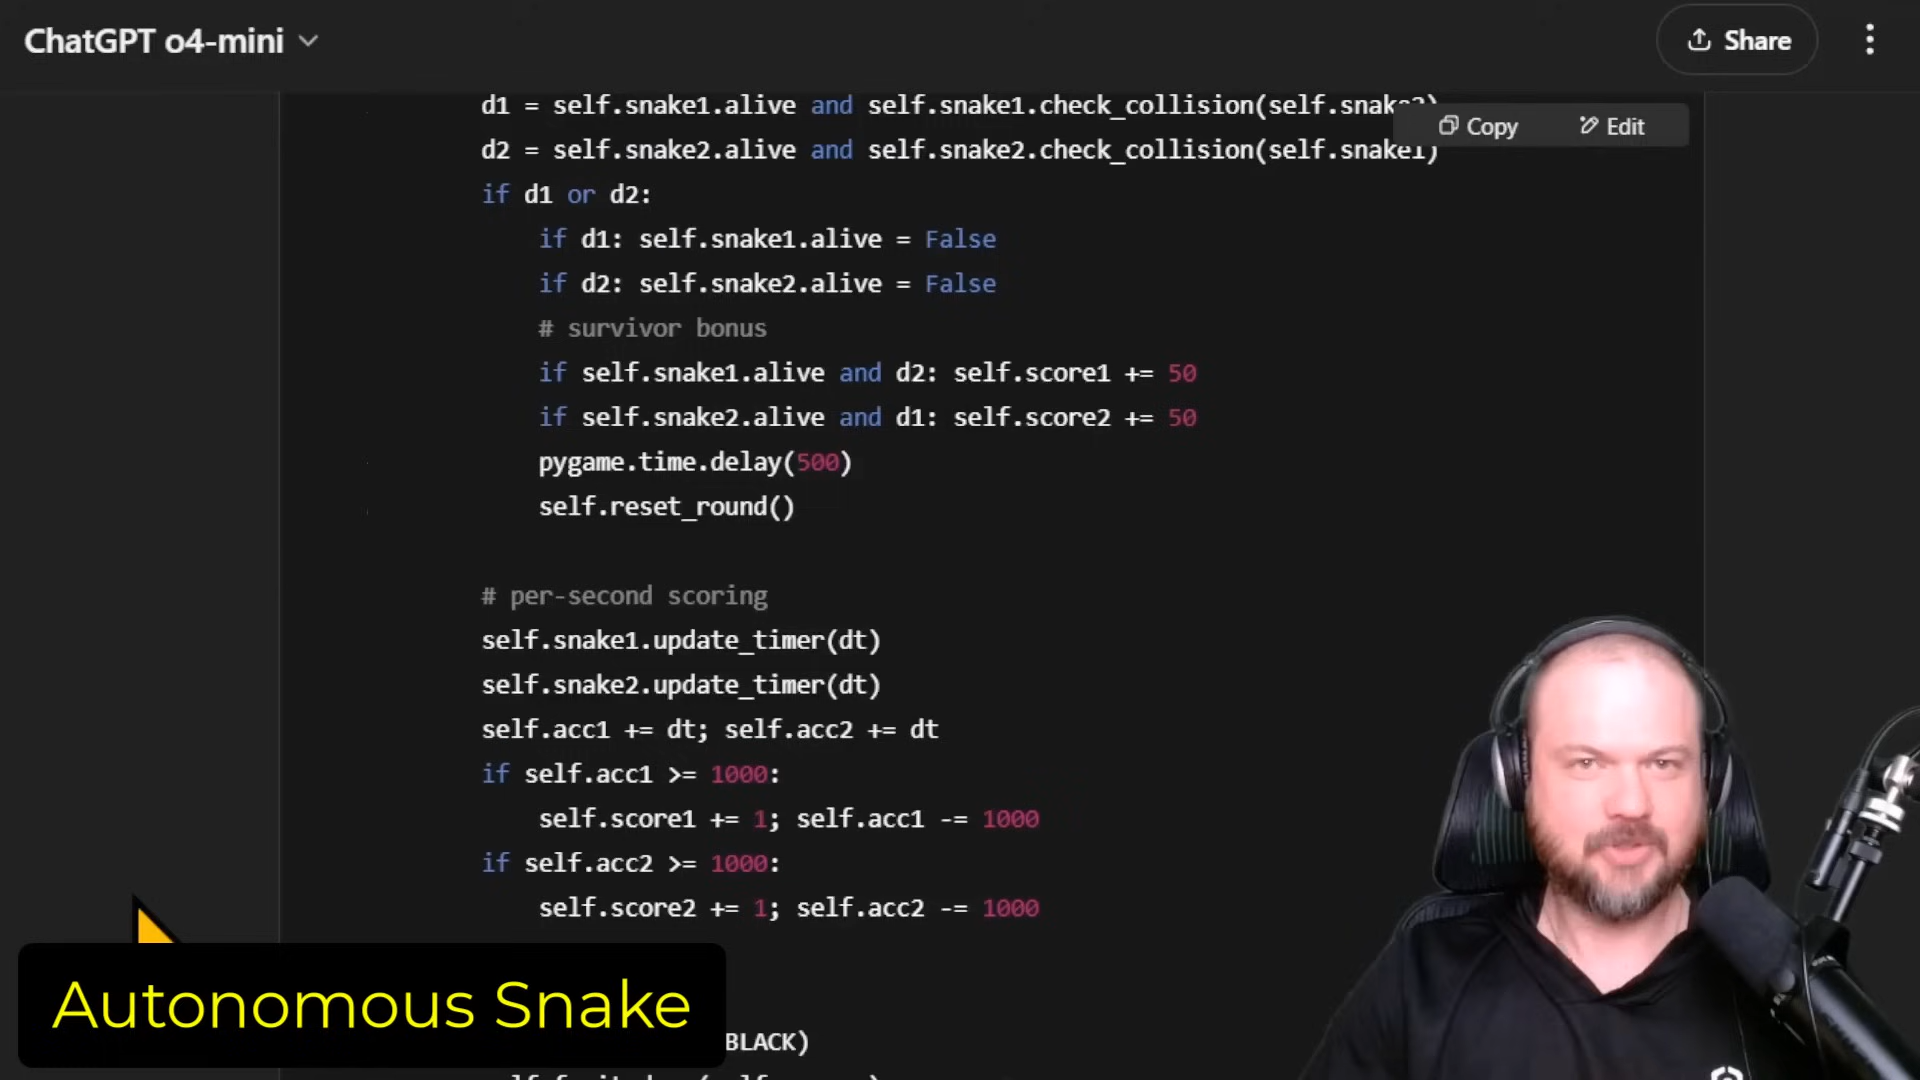 ChatGPT o4-mini
Share
d1 = self.snake1.alive and self.snake1.check_collision(self.snake2)
Copy
Edit
d2 = self.snake2.alive and self.snake2.check_collision(self.snake1)
if d1 or d2:
if d1: self.snake1.alive = False
if d2: self.snake2.alive = False
# survivor bonus
if self.snake1.alive and d2: self.score1 += 50
if self.snake2.alive and d1: self.score2 += 50
pygame.time.delay(500)
self.reset_round()
# per-second scoring
self.snake1.update_timer(dt)
self.snake2.update_timer(dt)
self.acc1 += dt; self.acc2 += dt
if self.acc1 >= 1000:
self.score1 += 1; self.acc1 -= 1000
if self.acc2 >= 1000:
self.score2 += 1; self.acc2 -= 1000
Autonomous Snake
BLACK)